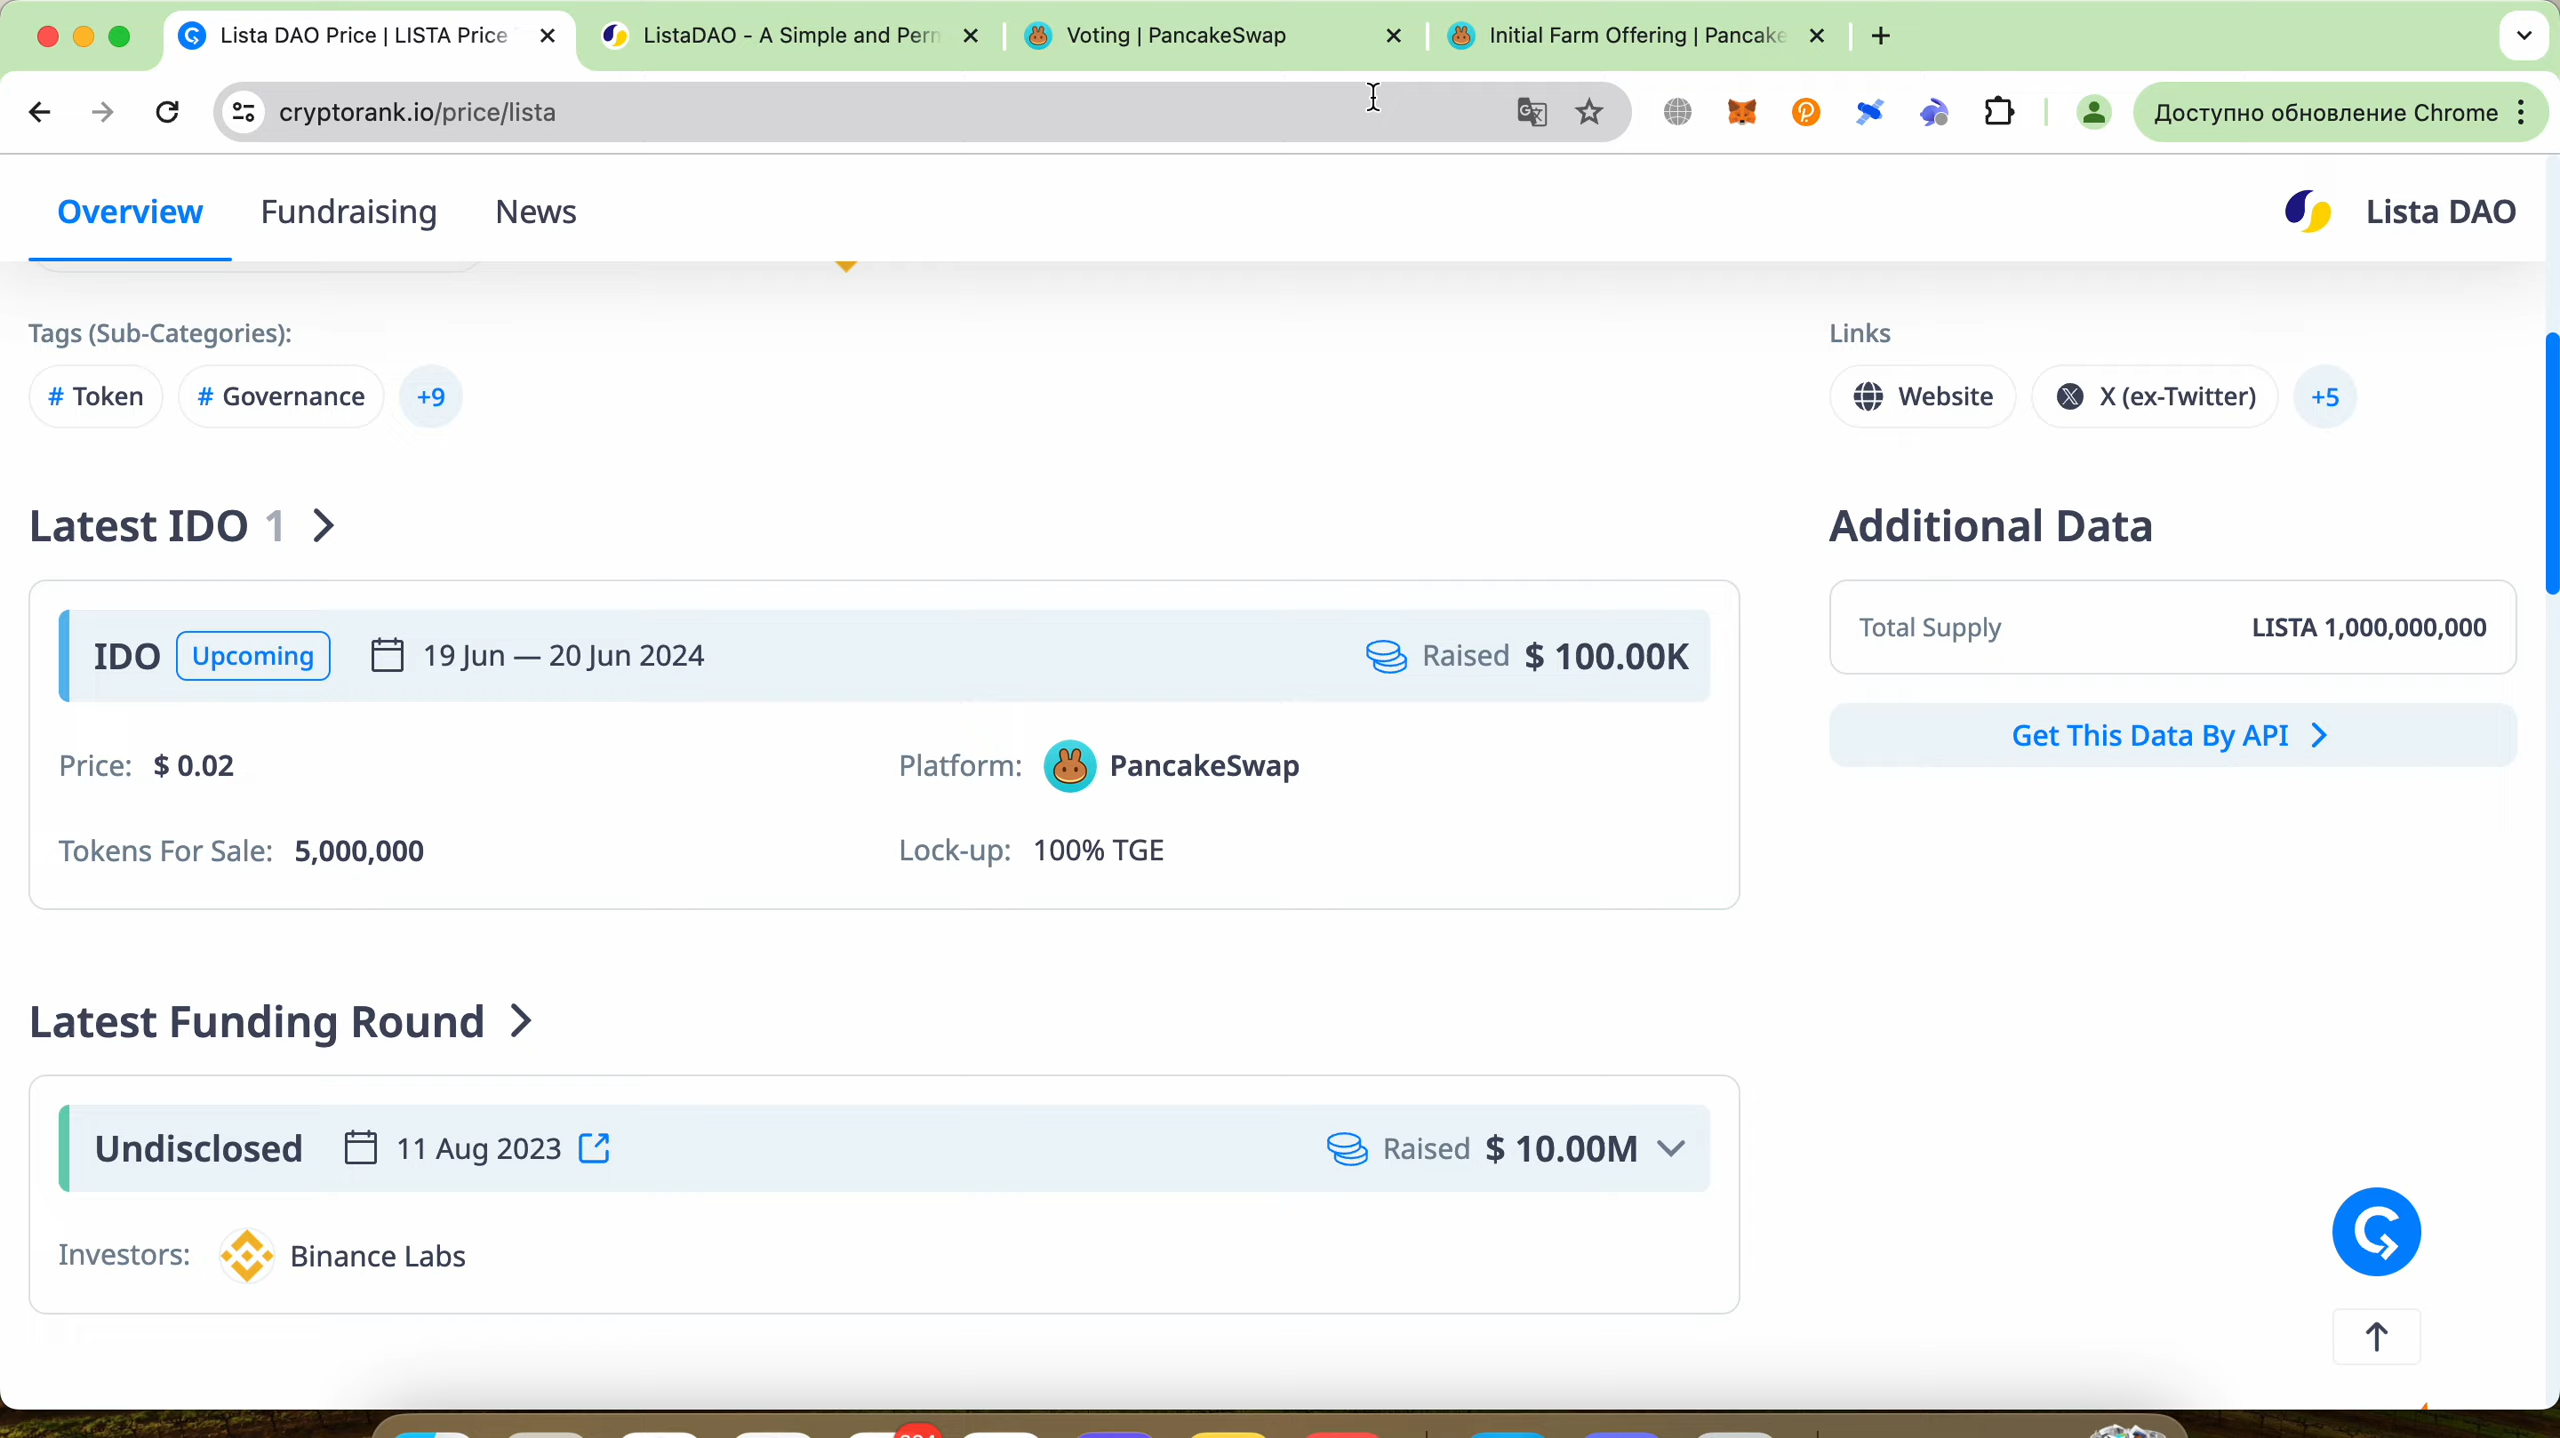 Lista DAO Price | LISTA Price
ListaDAO - A Simple and Perm
Voting | PancakeSwap
Initial Farm Offering | Pancake
cryptorank.io/price/lista
Доступно обновление Chrome
Overview
Fundraising
News
Lista DAO
Tags (Sub-Categories):
# Token
# Governance
+9
Links
Website
X (ex-Twitter)
+5
Latest IDO 1
Additional Data
IDO
Upcoming
19 Jun — 20 Jun 2024
Raised $ 100.00K
Total Supply
LISTA 1,000,000,000
Get This Data By API
Price: $ 0.02
Platform: PancakeSwap
Tokens For Sale: 5,000,000
Lock-up: 100% TGE
Latest Funding Round
Undisclosed
11 Aug 2023
Raised $ 10.00M
Investors: Binance Labs